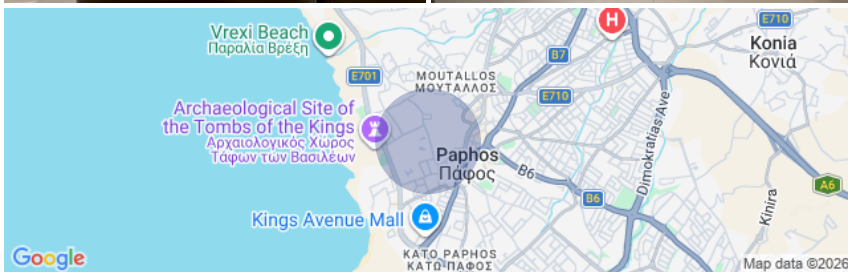 Vrexi Beach
Παραλία Βρέξη
H
E710
Konia
Κονιά
B7
E701
MOUTALLOS
ΜΟΥΤΑΛΛΟΣ
E710
Archaeological Site of
the Tombs of the Kings
Αρχαιολογικός Χώρος
Τάφων τών Βασιλέων
Paphos
Πάφος
B6
Dimokratias Ave
A6
B6
Kinira
Kings Avenue Mall
KATO PAPHOS
ΚΑΤΩ ΠΑΦΟΣ
Google
Map data ©2026